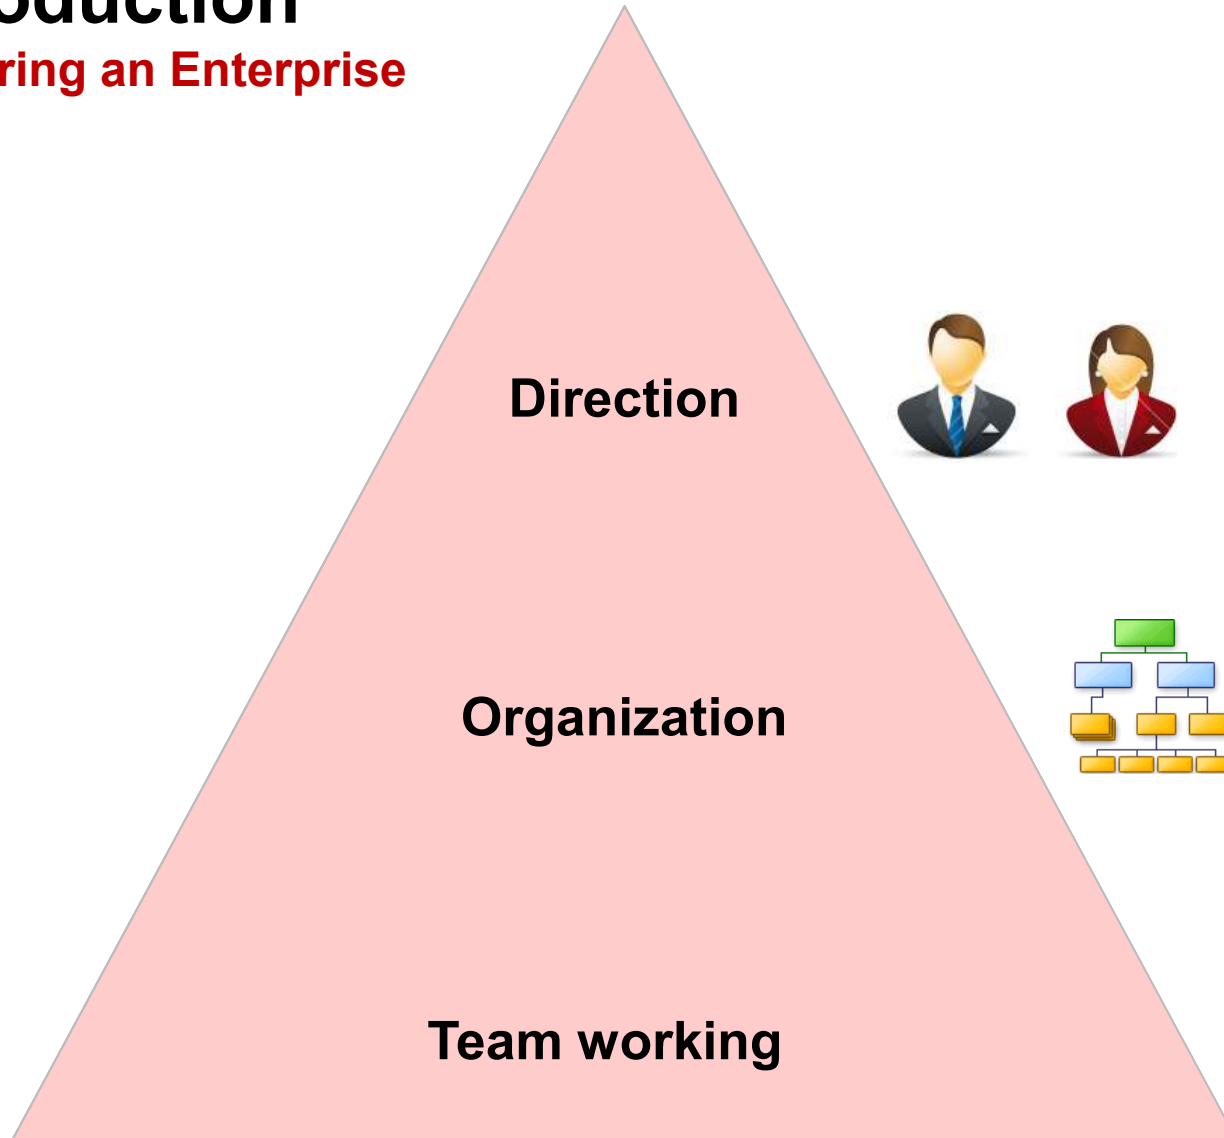 oduction
ring an Enterprise
Direction
Organization
Team working